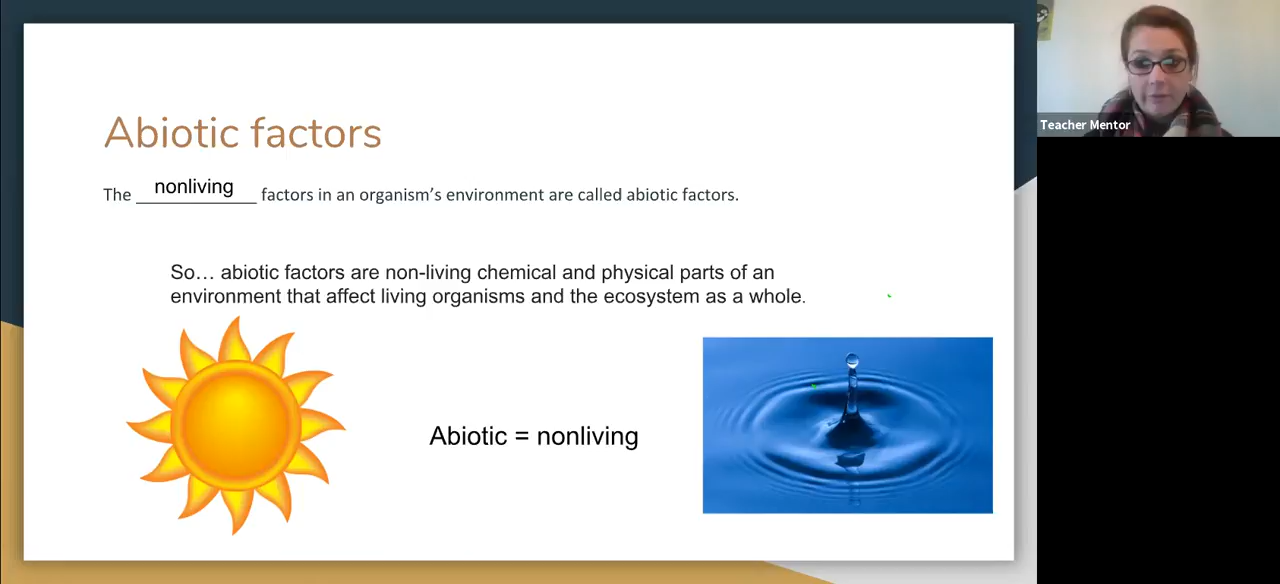 Abiotic factors
The nonliving factors in an organism's environment are called abiotic factors.
So… abiotic factors are non-living chemical and physical parts of an
environment that affect living organisms and the ecosystem as a whole.
Abiotic = nonliving
Teacher Mentor